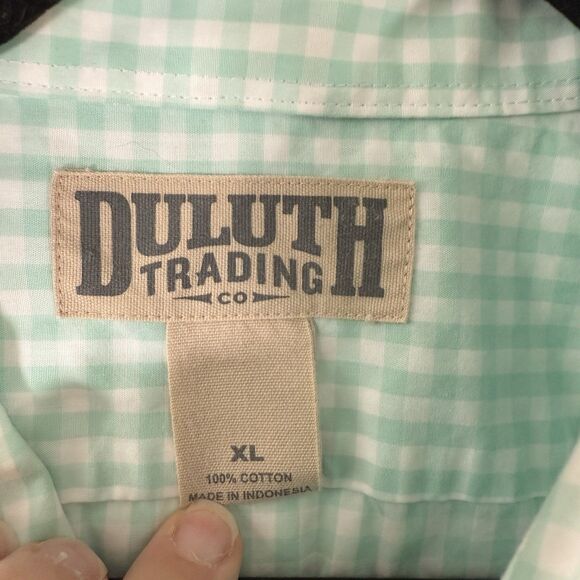 DULUTH
TRADING
CO
XL
100% COTTON
MADE IN INDONESIA